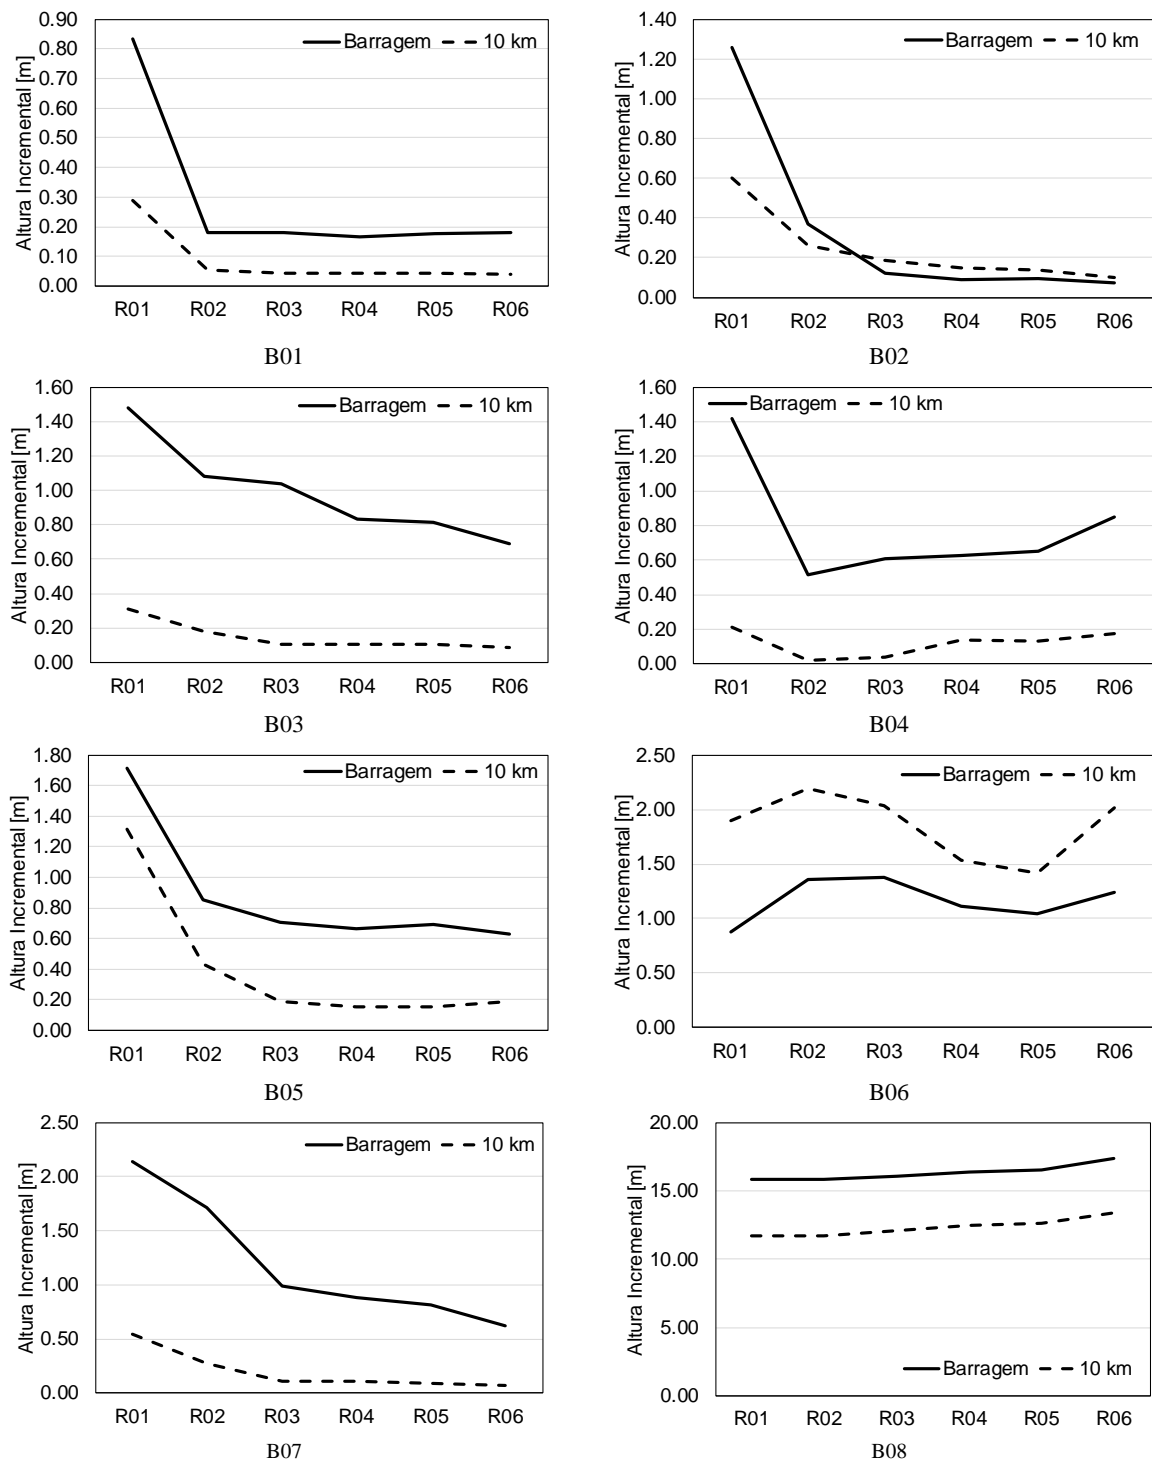 0.90
0.80
0.70
0.60
0.50
0.40
0.30
0.20
0.10
0.00
Altura Incremental [m]
Barragem 10 km
R01 R02 R03 R04 R05 R06
B01
1.40
1.20
1.00
0.80
0.60
0.40
0.20
0.00
Altura Incremental [m]
Barragem 10 km
R01 R02 R03 R04 R05 R06
B02
1.60
1.40
1.20
1.00
0.80
0.60
0.40
0.20
0.00
Altura Incremental [m]
Barragem 10 km
R01 R02 R03 R04 R05 R06
B03
1.60
1.40
1.20
1.00
0.80
0.60
0.40
0.20
0.00
Altura Incremental [m]
Barragem 10 km
R01 R02 R03 R04 R05 R06
B04
1.80
1.60
1.40
1.20
1.00
0.80
0.60
0.40
0.20
0.00
Altura Incremental [m]
Barragem 10 km
R01 R02 R03 R04 R05 R06
B05
2.50
2.00
1.50
1.00
0.50
0.00
Altura Incremental [m]
Barragem 10 km
R01 R02 R03 R04 R05 R06
B06
2.50
2.00
1.50
1.00
0.50
0.00
Altura Incremental [m]
Barragem 10 km
R01 R02 R03 R04 R05 R06
B07
20.00
15.00
10.00
5.00
0.00
Altura Incremental [m]
Barragem 10 km
R01 R02 R03 R04 R05 R06
B08